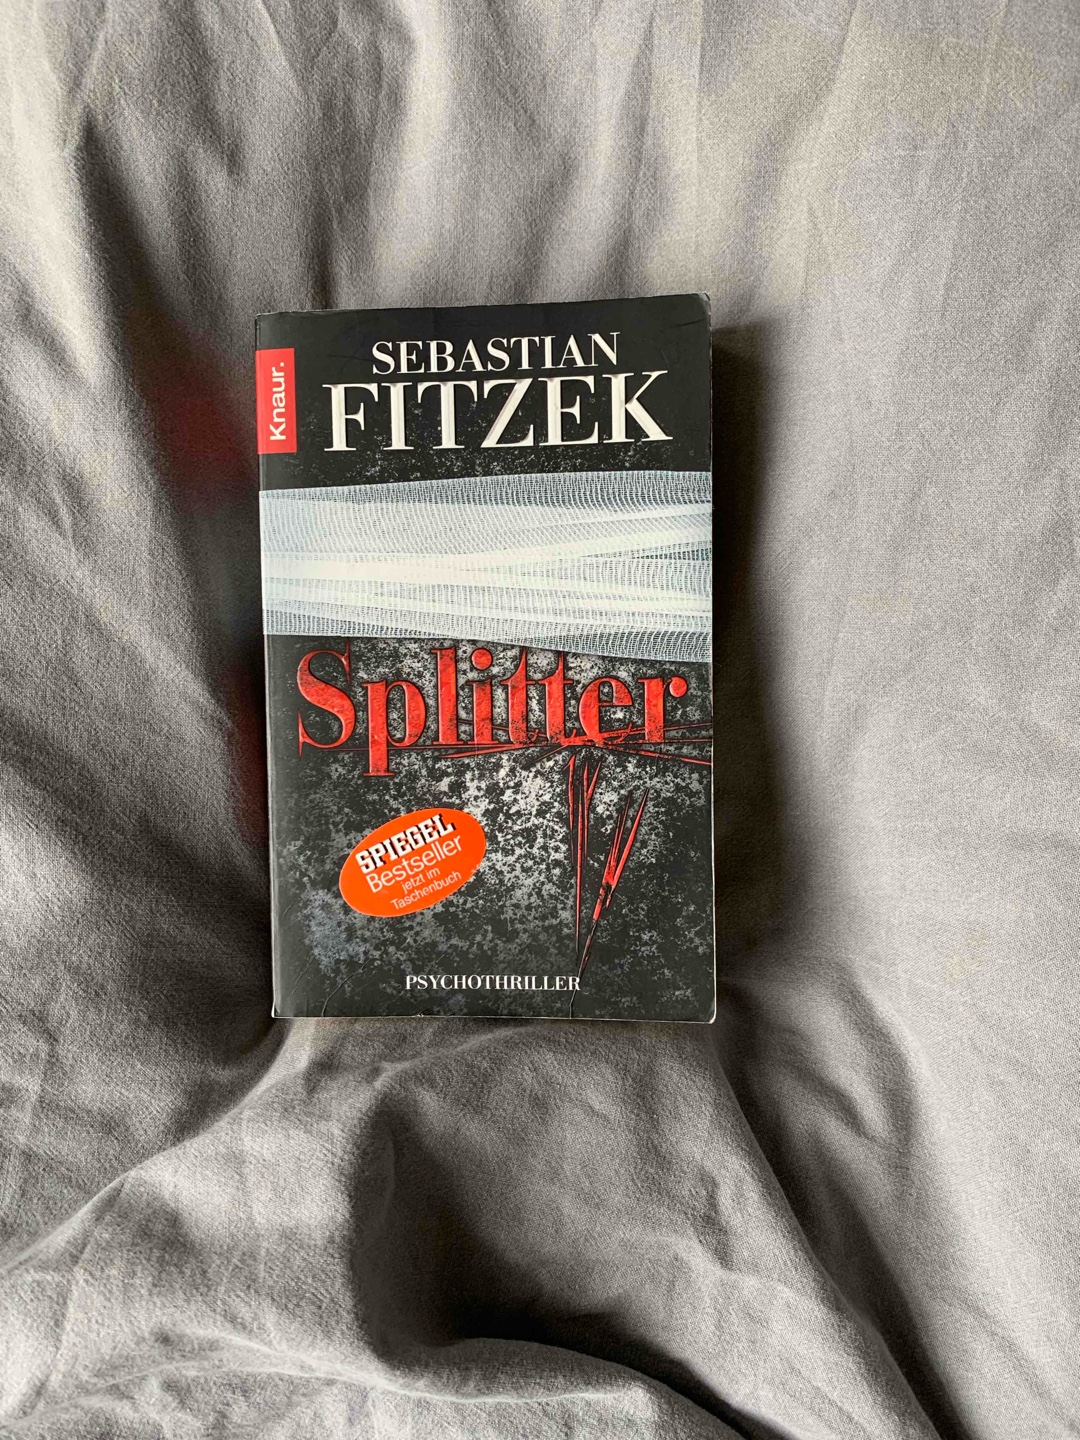 SEBASTIAN
FITZEK
Knaur.
Splitter
SPIEGEL
Bestseller
jetzt im
Taschenbuch
PSYCHOTHRILLER